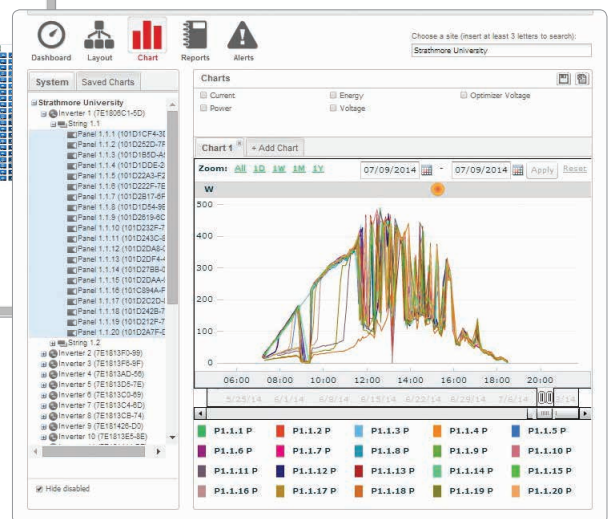 Dashboard Layout Chart Reports Alerts
Choose a site (insert at least 3 letters to search):
Strathmore University
System Saved Charts
Strathmore University
Inverter 1 (7E1806C1-5D)
String 1.1
Panel 1.1.1 (101D1CF4-3
Panel 1.1.2 (101D252D-7F
Panel 1.1.3 (101D1B5D-A
Panel 1.1.4 (101D1DDE-2
Panel 1.1.5 (101D22A3-F2
Panel 1.1.6 (101D222F-7E
Panel 1.1.7 (101D2B17-6F
Panel 1.1.8 (101D1D54-9E
Panel 1.1.9 (101D2619-6C
Panel 1.1.10 (101D232F-7
Panel 1.1.11 (101D243C-8
Panel 1.1.12 (101D2DA8-0
Panel 1.1.13 (101D2DF4-
Panel 1.1.14 (101D27BB-0
Panel 1.1.15 (101D2DAA-
Panel 1.1.16 (101C894A-F
Panel 1.1.17 (101D2C2D-
Panel 1.1.18 (101D242B-7
Panel 1.1.19 (101D212F-7
Panel 1.1.20 (101D2A7F-
String 1.2
Inverter 2 (7E1813F0-99)
Inverter 3 (7E1813F6-9F)
Inverter 4 (7E1813AD-56)
Inverter 5 (7E1813D5-7E)
Inverter 6 (7E1813C0-69)
Inverter 7 (7E1813C4-6D)
Inverter 8 (7E1813CB-74)
Inverter 9 (7E181426-D0)
Inverter 10 (7E1813E5-8E)
Hide disabled
Charts
Current Energy Optimizer Voltage
Power Voltage
Chart 1 + Add Chart
Zoom: All 1D 1W 1M 1Y 07/09/2014 - 07/09/2014 Apply Reset
W
500
400
300
200
100
0
06:00 08:00 10:00 12:00 14:00 16:00 18:00 20:00
5/25/14 6/1/14 6/8/14 6/15/14 6/22/14 6/29/14 7/6/14 3/14
P1.1.1 P P1.1.2 P P1.1.3 P P1.1.4 P P1.1.5 P
P1.1.6 P P1.1.7 P P1.1.8 P P1.1.9 P P1.1.10 P
P1.1.11 P P1.1.12 P P1.1.13 P P1.1.14 P P1.1.15 P
P1.1.16 P P1.1.17 P P1.1.18 P P1.1.19 P P1.1.20 P